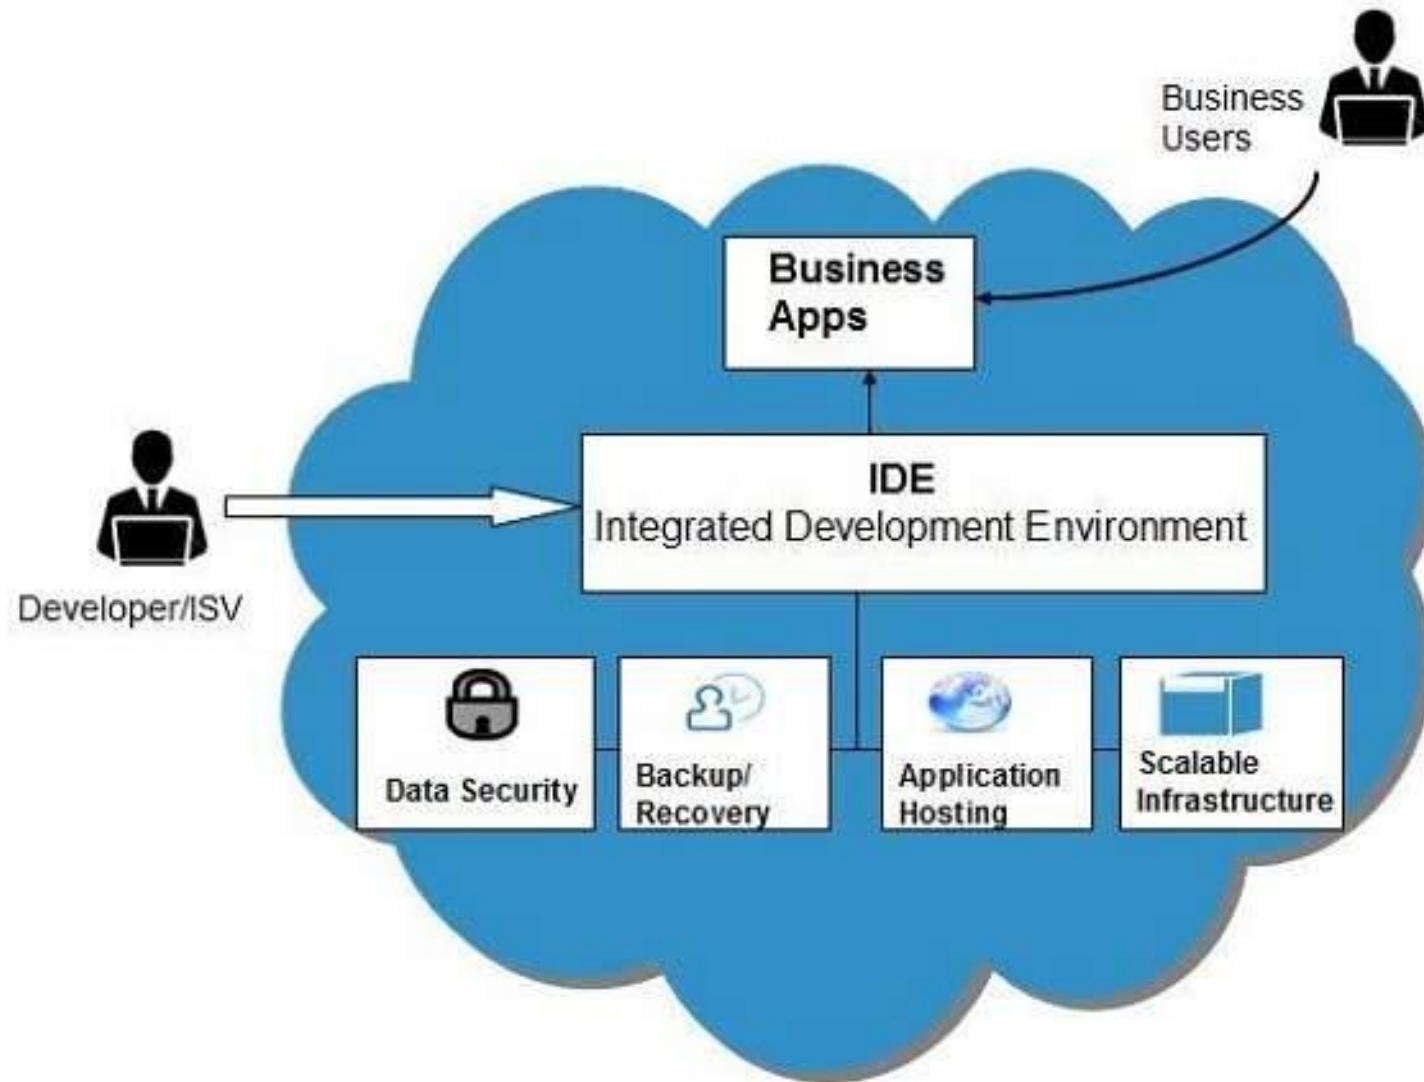 Business
Users
Business
Apps
IDE
Integrated Development Environment
Developer/ISV
Data Security
Backup/
Recovery
Application
Hosting
Scalable
Infrastructure